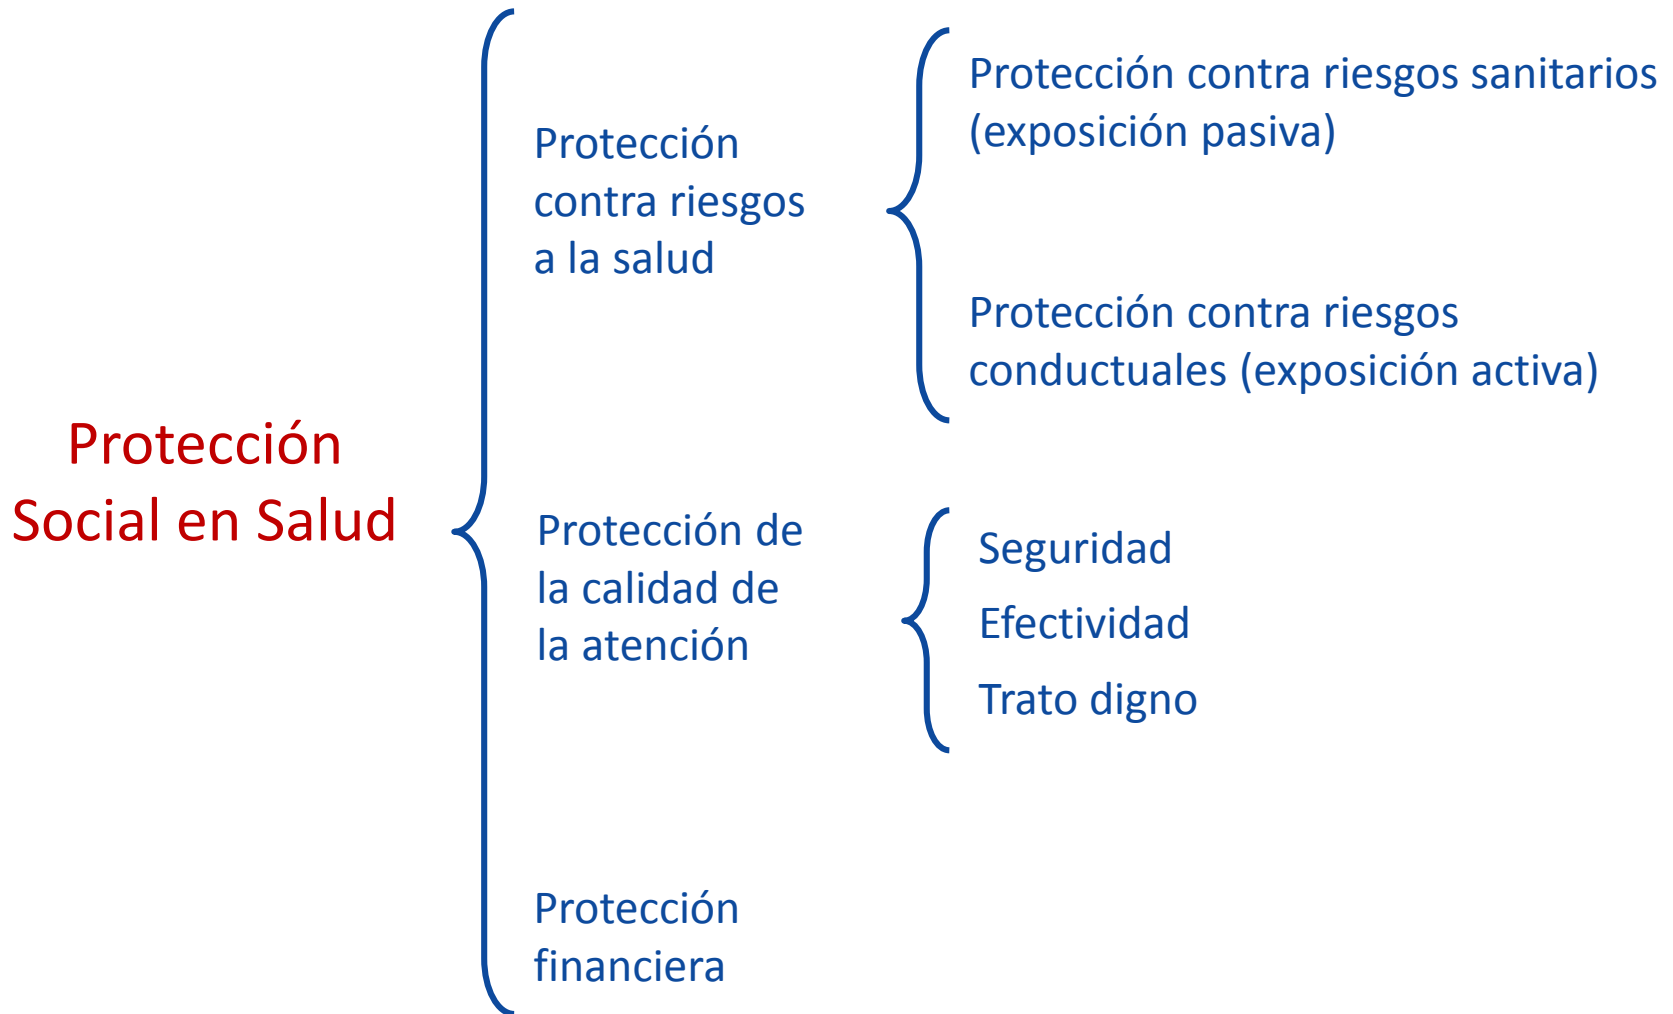 Protección
Social en Salud
Protección
contra riesgos
a la salud
Protección contra riesgos sanitarios
(exposición pasiva)
Protección contra riesgos
conductuales (exposición activa)
Protección de
la calidad de
la atención
Seguridad
Efectividad
Trato digno
Protección
financiera